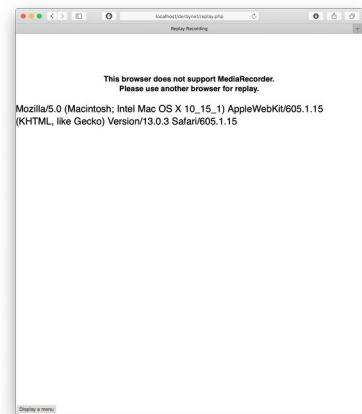 localhost/derbynet/replay.php
Replay Recording
This browser does not support MediaRecorder.
Please use another browser for replay.
Mozilla/5.0 (Macintosh; Intel Mac OS X 10_15_1) AppleWebKit/605.1.15
(KHTML, like Gecko) Version/13.0.3 Safari/605.1.15
Display a menu